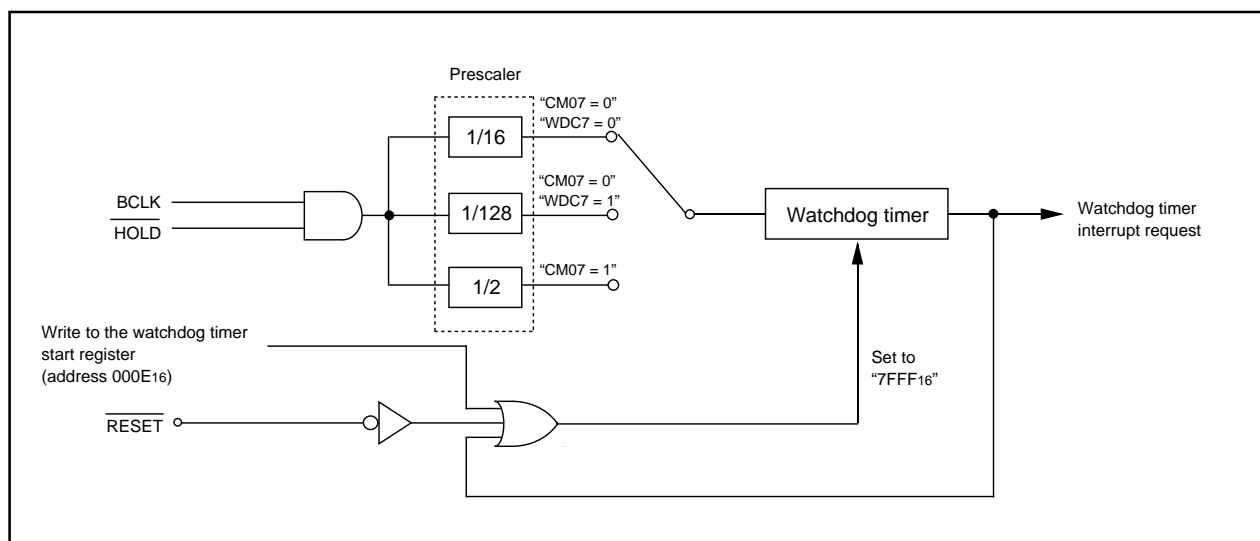 Prescaler
“CM07 = 0”
“WDC7 = 0”
1/16
BCLK
HOLD
“CM07 = 0”
“WDC7 = 1”
1/128
“CM07 = 1”
1/2
Watchdog timer
Watchdog timer
interrupt request
Write to the watchdog timer
start register
(address 000E16)
RESET
Set to
“7FFF16”